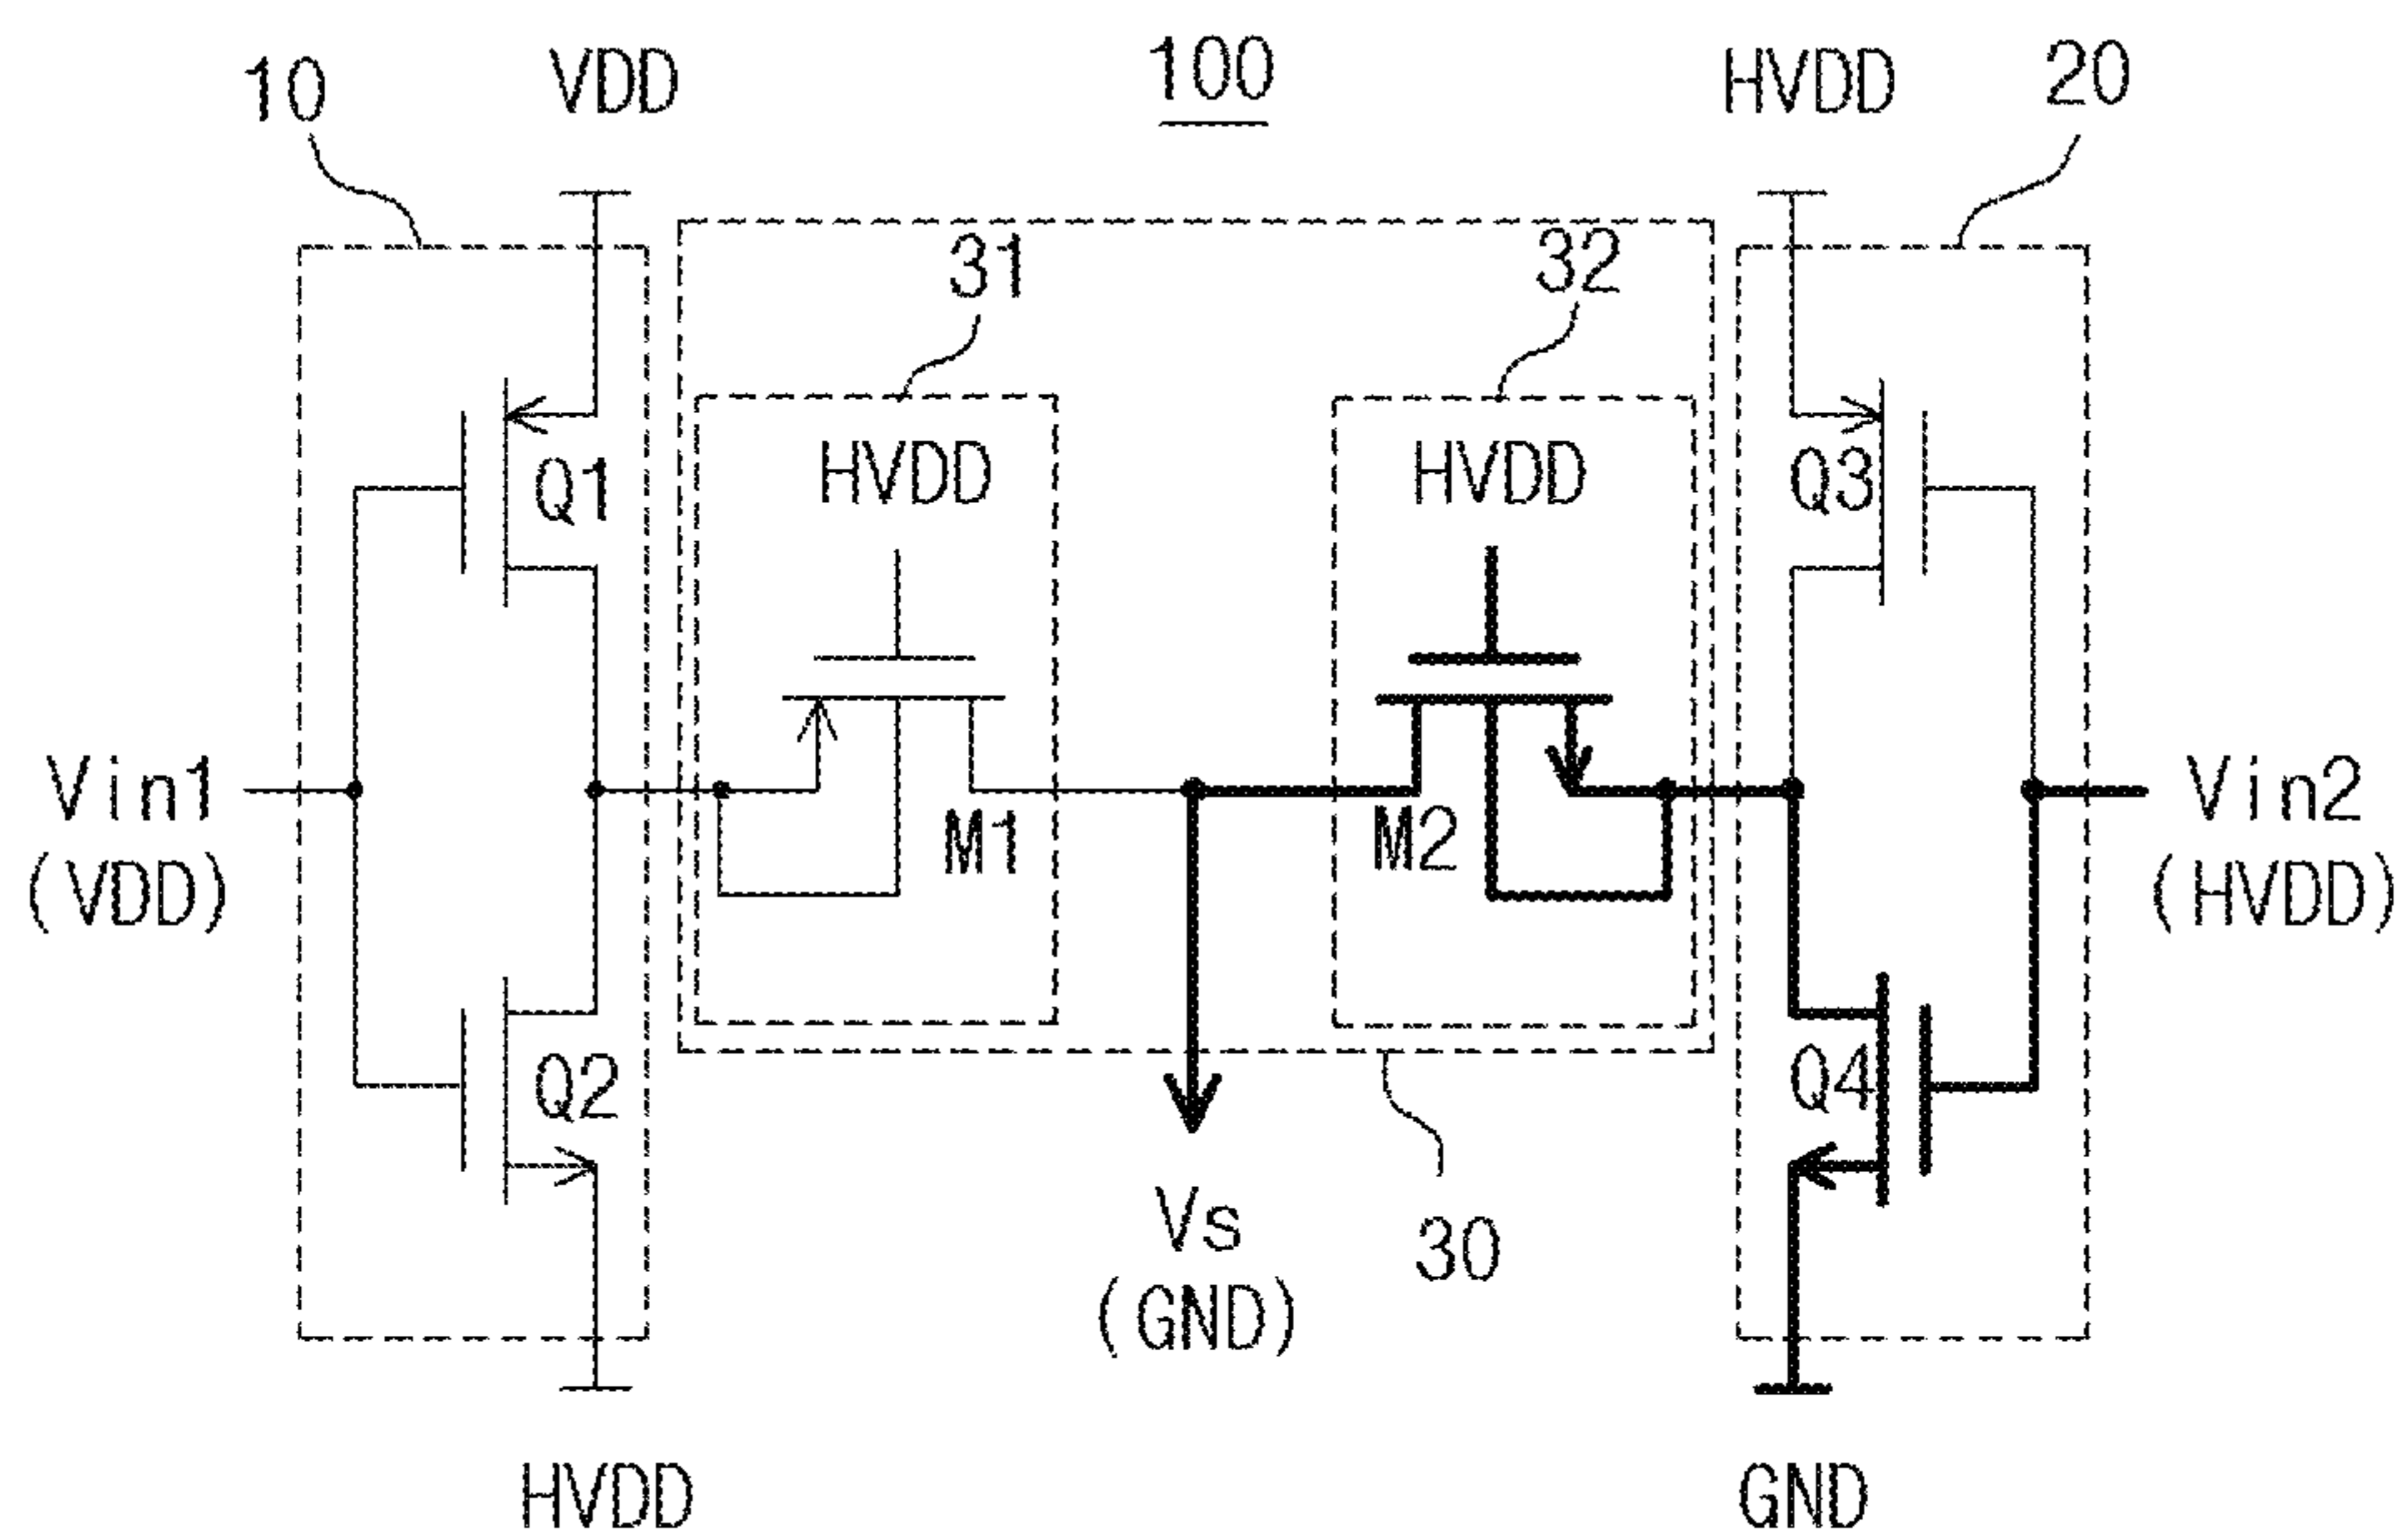 10 VDD 100 HVDD 20
31 32
HVDD HVDD
Q1 Q3
Vin1 M1 M2 Vin2
(VDD) (HVDD)
Q2 Q4
Vs 30
(GND)
HVDD GND